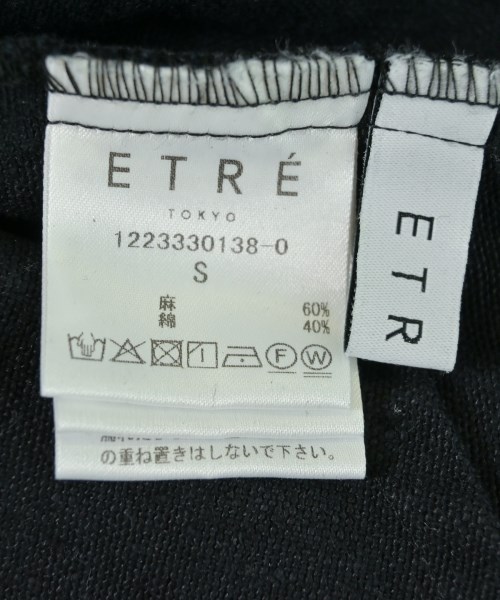 ETRÉ
TOKYO
1223330138-0
S
麻 60%
綿 40%
F W
の重ね置きはしないで下さい。
ETR